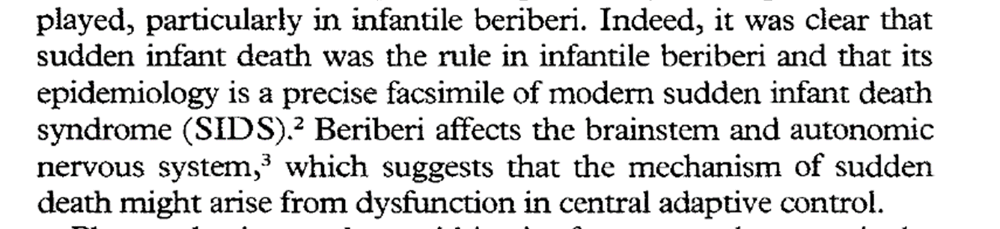 played, particularly in infantile beriberi. Indeed, it was clear that
sudden infant death was the rule in infantile beriberi and that its
epidemiology is a precise facsimile of modern sudden infant death
syndrome (SIDS).² Beriberi affects the brainstem and autonomic
nervous system,³ which suggests that the mechanism of sudden
death might arise from dysfunction in central adaptive control.